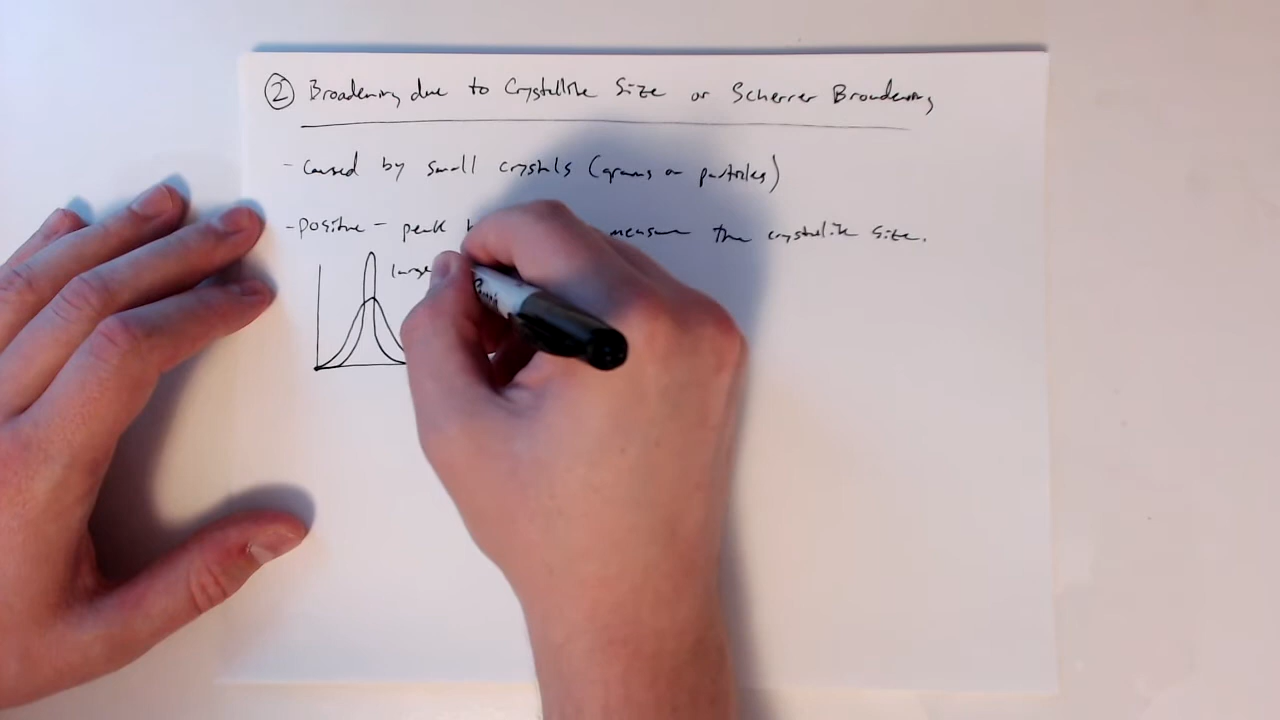 ② Broadening due to Crystallite Size or Scherrer Broadening
- caused by small crystals (grains or particles)
- positive - peak measure the crystallite size.
large